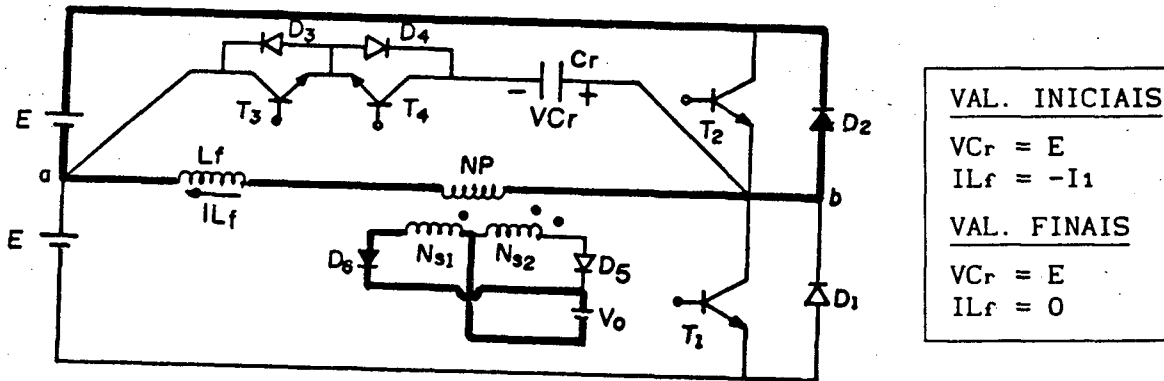 D3
D4
Cr
E
T3
T4
-
+
VCr
T2
D2
a
Lf
NP
b
ILf
E
D6
Ns1
Ns2
D5
Vo
T1
D1
VAL. INICIAIS
VCr = E
ILf = -I1
VAL. FINAIS
VCr = E
ILf = 0